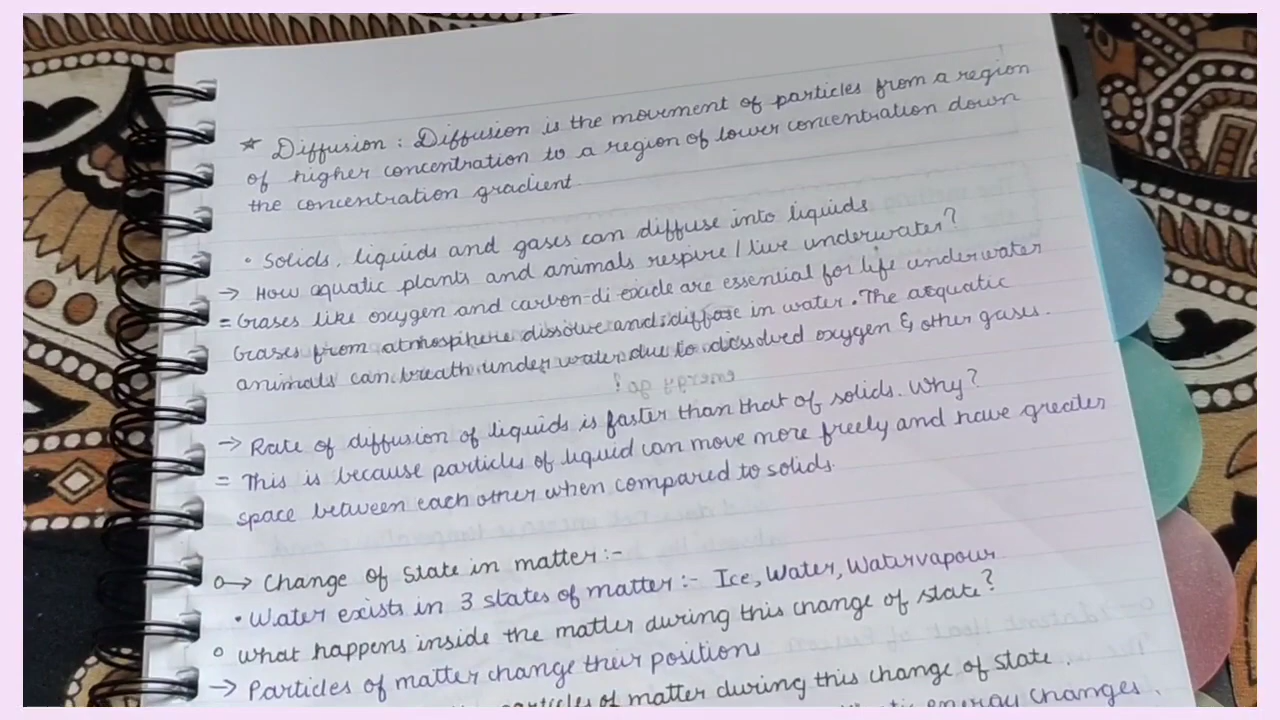 ★ Diffusion : Diffusion is the movement of particles from a region
of higher concentration to a region of lower concentration down
the concentration gradient.
• Solids, liquids and gases can diffuse into liquids
→ How aquatic plants and animals respire / live underwater?
= Gases like oxygen and carbon-di oxide are essential for life underwater
Gases from atmosphere dissolve and diffuse in water. The acquatic
animals can breath under water due to dissolved oxygen & other gases.
→ Rate of diffusion of liquids is faster than that of solids. Why?
= This is because particles of liquid can move more freely and have greater
space between each other when compared to solids.
o→ Change of state in matter :-
• Water exists in 3 states of matter :- Ice, Water, Watervapour
o What happens inside the matter during this change of state?
→ Particles of matter change their positions
particles of matter during this change of state.
energy changes.